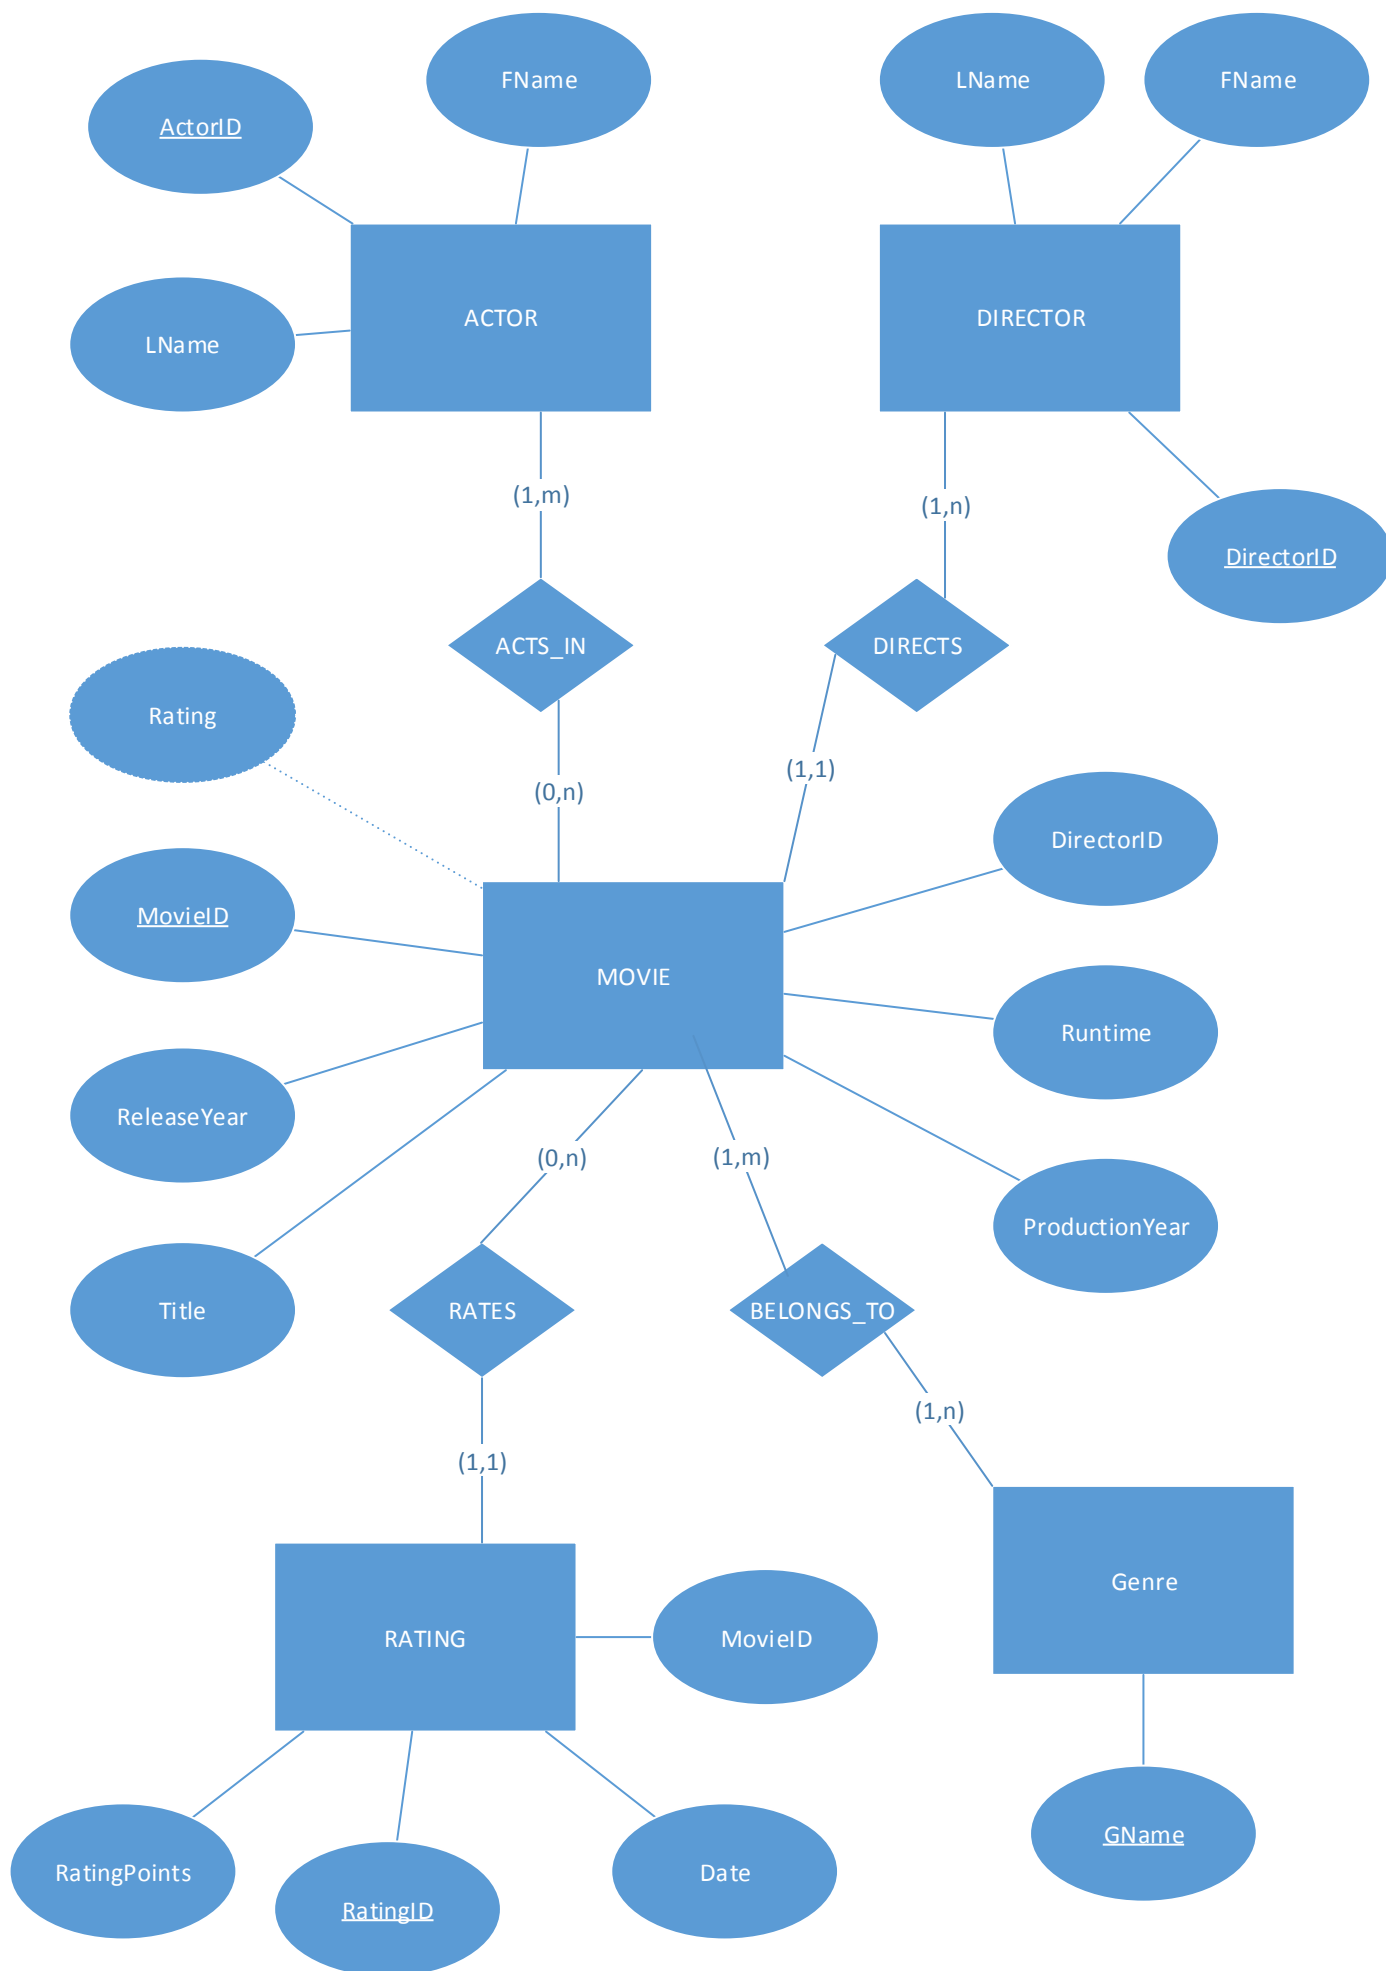 FName
LName
FName
ActorID
ACTOR
DIRECTOR
LName
(1,m)
(1,n)
DirectorID
ACTS_IN
DIRECTS
Rating
(1,1)
(0,n)
DirectorID
MovieID
MOVIE
Runtime
ReleaseYear
(0,n)
(1,m)
ProductionYear
Title
RATES
BELONGS_TO
(1,n)
(1,1)
Genre
RATING
MovieID
GName
RatingPoints
RatingID
Date